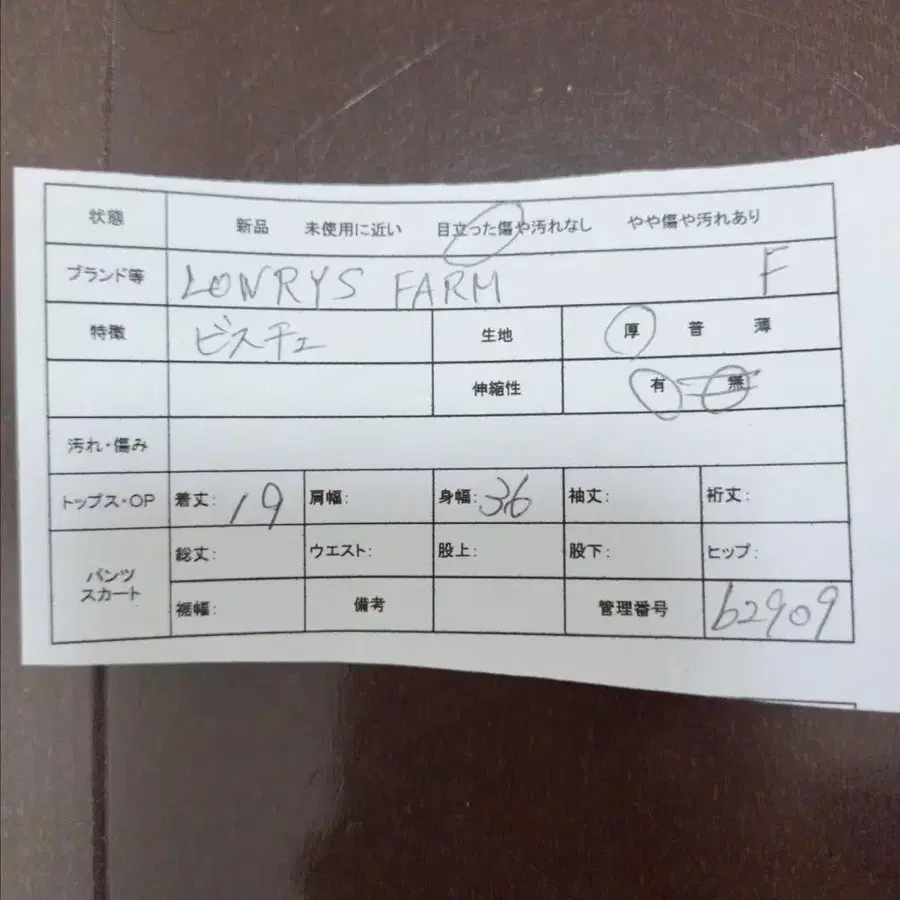 状態 新品 未使用に近い 目立った傷や汚れなし やや傷や汚れあり
ブランド等 LOWRYS FARM F
特徴 ビスチェ 生地 厚 普 薄
伸縮性 有 無
汚れ・傷み
トップス・OP 着丈: 19 肩幅: 身幅: 36 袖丈: 裄丈:
パンツ スカート 総丈: ウエスト: 股上: 股下: ヒップ:
裾幅: 備考 管理番号 b2909